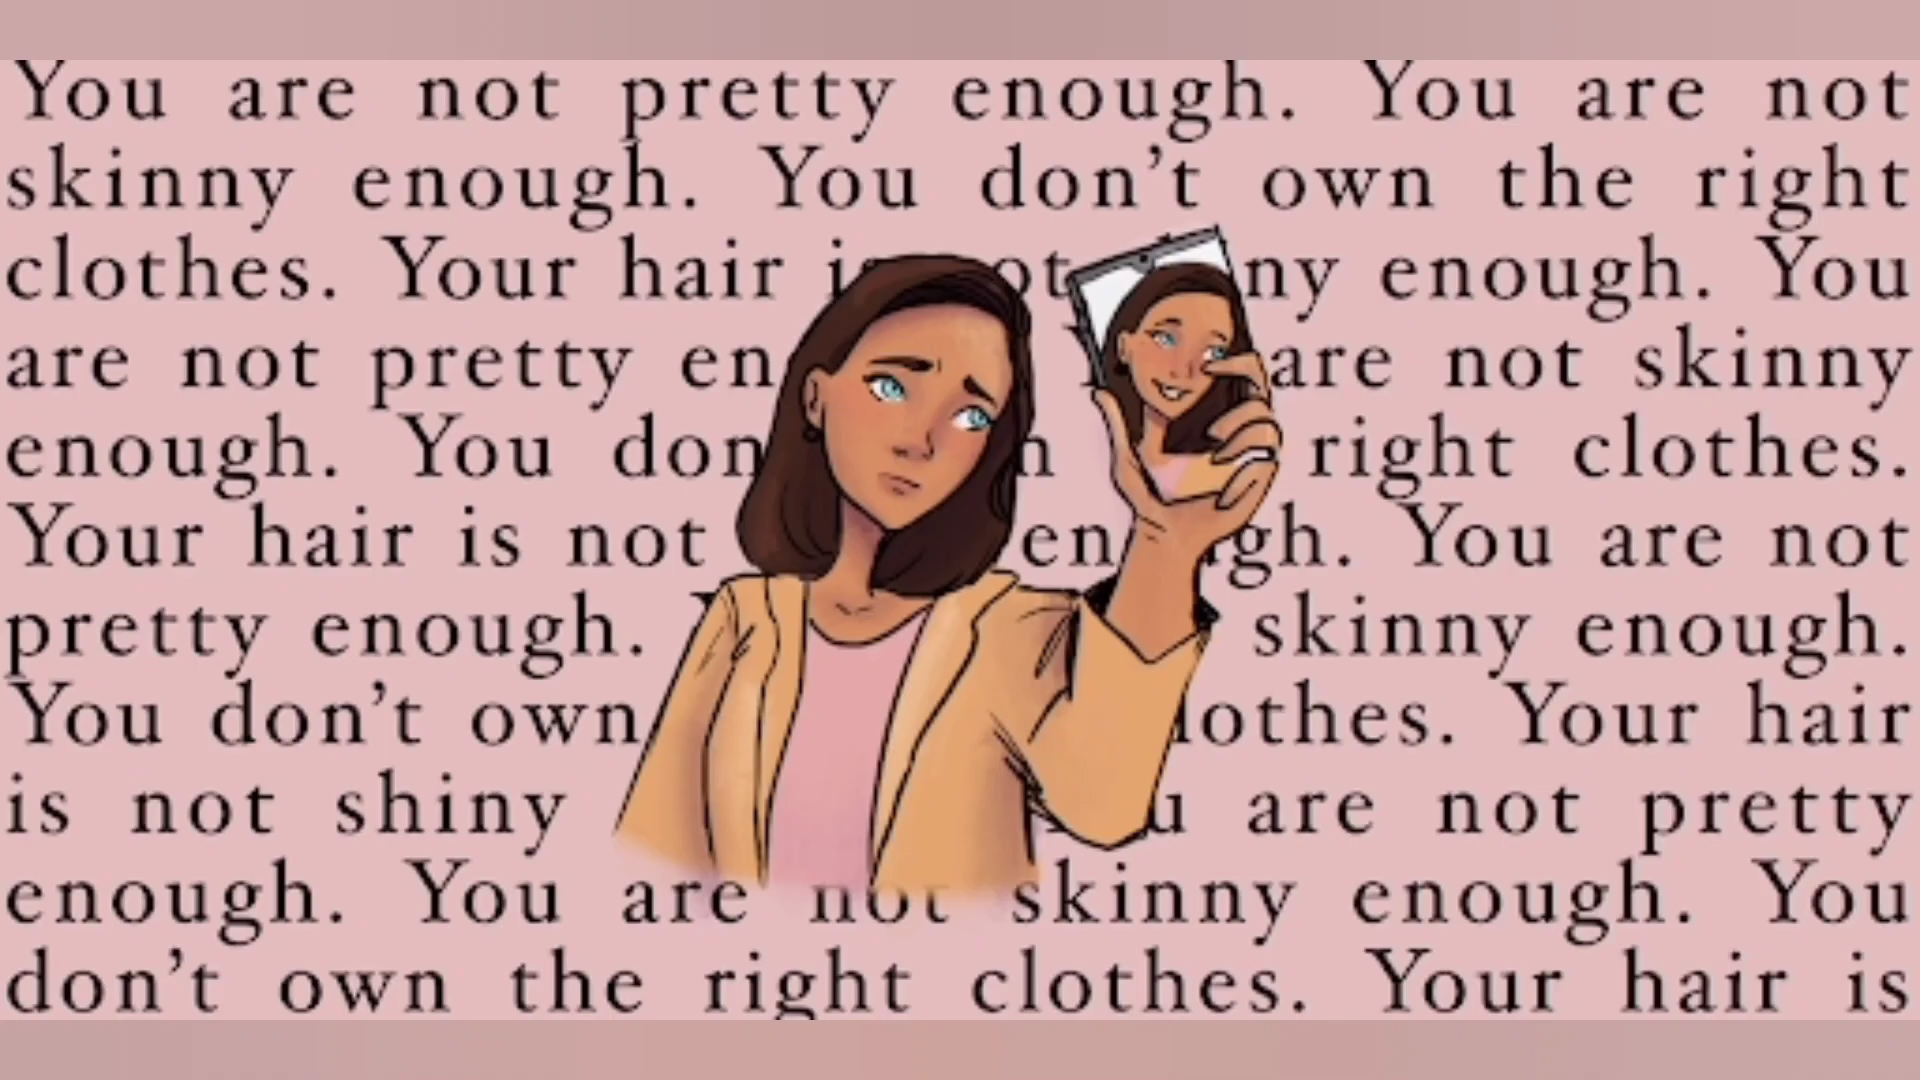 You are not pretty enough. You are not
skinny enough. You don't own the right
clothes. Your hair enough. You
are not pretty are not skinny
enough. You right clothes.
Your hair is not You are not
pretty enough. skinny enough.
You don't own Your hair
is not shiny are not pretty
enough. You are not skinny enough. You
don't own the right clothes. Your hair is